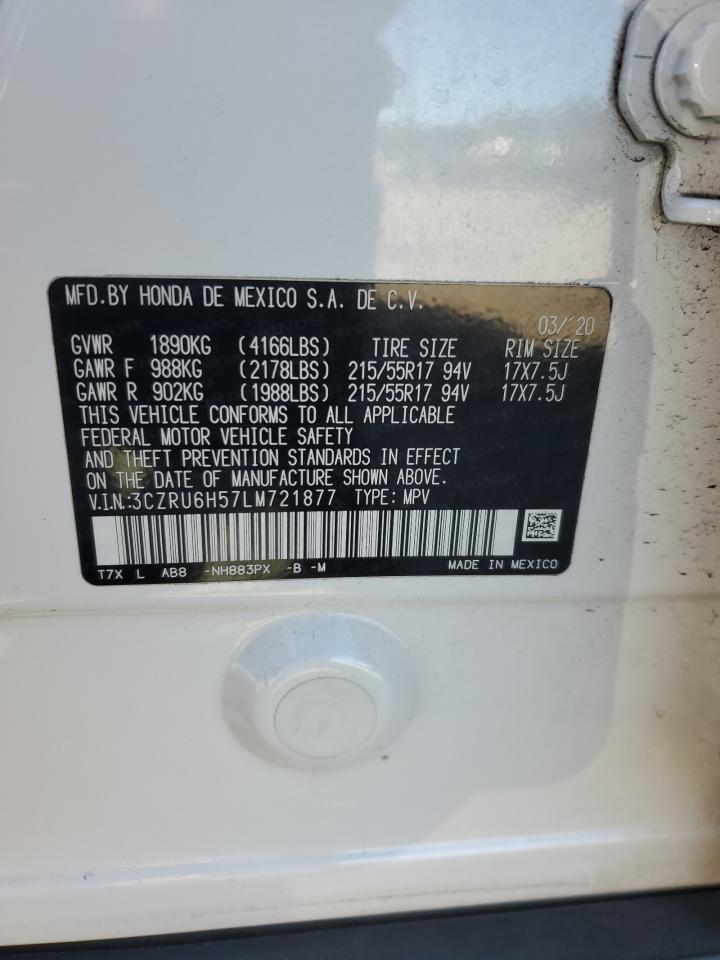 MFD.BY HONDA DE MEXICO S.A. DE C.V.
03/'20
GVWR 1890KG (4166LBS) TIRE SIZE RIM SIZE
GAWR F 988KG (2178LBS) 215/55R17 94V 17X7.5J
GAWR R 902KG (1988LBS) 215/55R17 94V 17X7.5J
THIS VEHICLE CONFORMS TO ALL APPLICABLE
FEDERAL MOTOR VEHICLE SAFETY
AND THEFT PREVENTION STANDARDS IN EFFECT
ON THE DATE OF MANUFACTURE SHOWN ABOVE.
V.I.N:3CZRU6H57LM721877 TYPE: MPV
T7X L AB8 -NH883PX -B -M MADE IN MEXICO